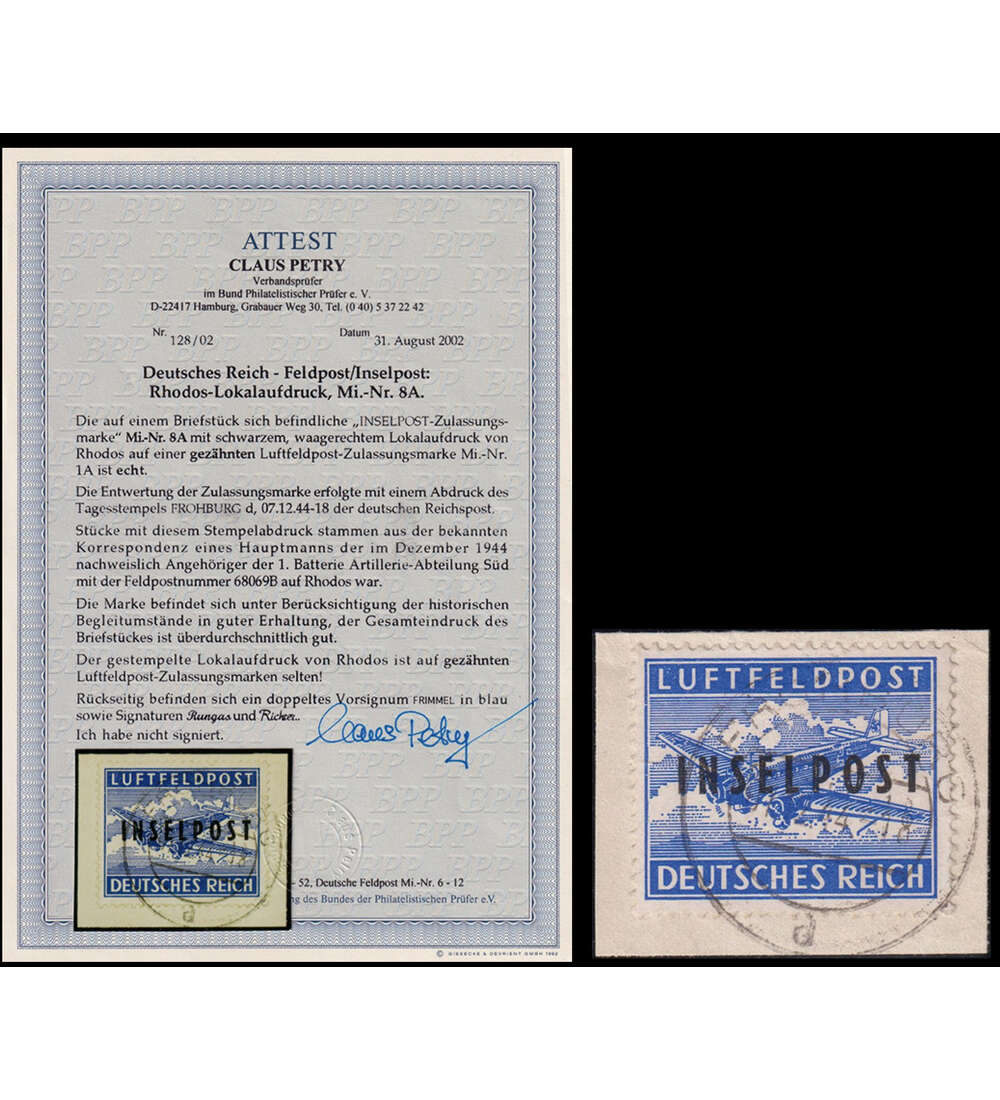 ATTEST
CLAUS PETRY
Verbandsprüfer
im Bund Philatelistischer Prüfer e. V.
D-22417 Hamburg, Grabauer Weg 30, Tel. (0 40) 5 37 22 42
Nr. 128/02 Datum 31. August 2002
Deutsches Reich - Feldpost/Inselpost:
Rhodos-Lokalaufdruck, Mi.-Nr. 8A.
Die auf einem Briefstück sich befindliche „INSELPOST-Zulassungs-
marke“ Mi.-Nr. 8A mit schwarzem, waagerechtem Lokalaufdruck von
Rhodos auf einer gezähnten Luftfeldpost-Zulassungsmarke Mi.-Nr.
1A ist echt.
Die Entwertung der Zulassungsmarke erfolgte mit einem Abdruck des
Tagesstempels FROHBURG d, 07.12.44-18 der deutschen Reichspost.
Stücke mit diesem Stempelabdruck stammen aus der bekannten
Korrespondenz eines Hauptmanns der im Dezember 1944
nachweislich Angehöriger der 1. Batterie Artillerie-Abteilung Süd
mit der Feldpostnummer 68069B auf Rhodos war.
Die Marke befindet sich unter Berücksichtigung der historischen
Begleitumstände in guter Erhaltung, der Gesamteindruck des
Briefstückes ist überdurchschnittlich gut.
Der gestempelte Lokalaufdruck von Rhodos ist auf gezähnten
Luftfeldpost-Zulassungsmarken selten!
Rückseitig befinden sich ein doppeltes Vorsignum FRIMMEL in blau
sowie Signaturen Rungas und Richter..
Ich habe nicht signiert.
Claus Petry
LUFTFELDPOST
INSELPOST
DEUTSCHES REICH
d
52, Deutsche Feldpost Mi.-Nr. 6 - 12
des Bundes der Philatelistischen Prüfer e.V.
© GIESECKE & DEVRIENT GMBH 1992
LUFTFELDPOST
INSELPOST
DEUTSCHES REICH
d